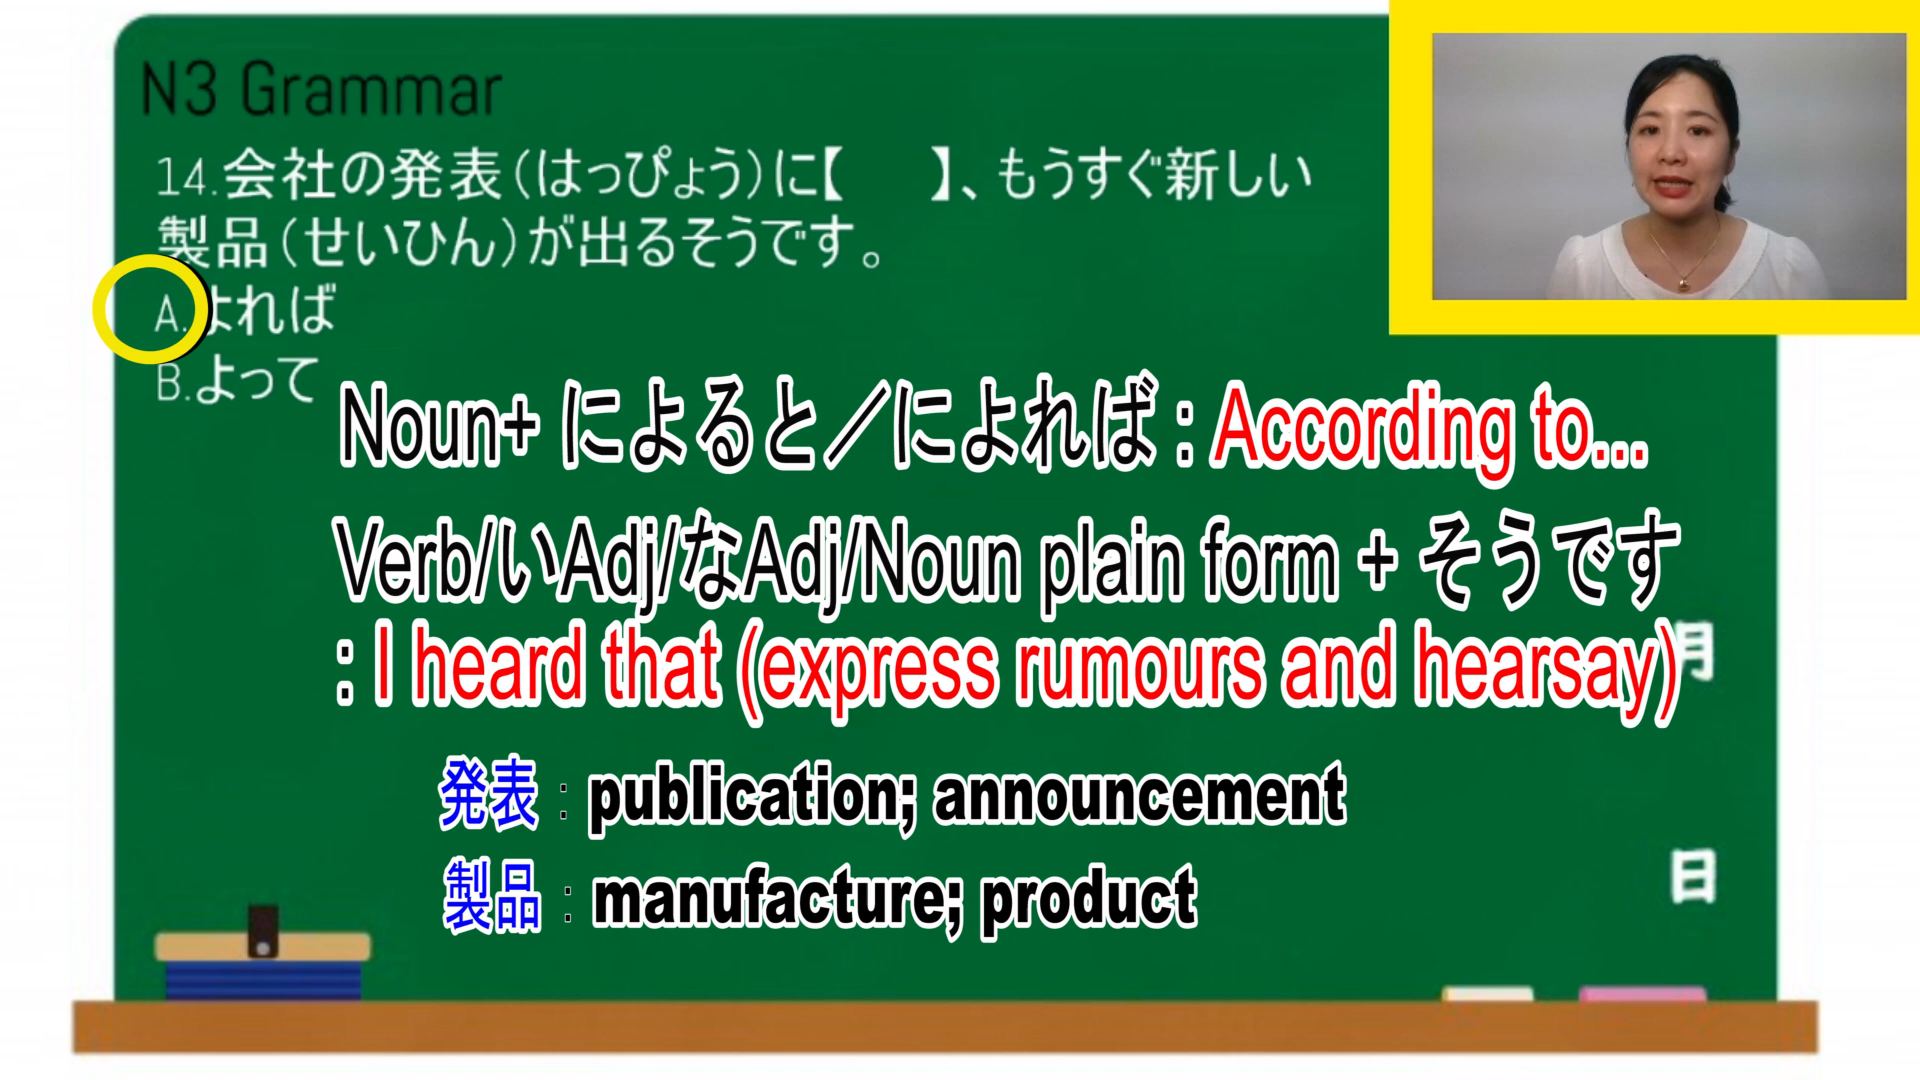 N3 Grammar
14.会社の発表(はっぴょう)に【　　】、もうすぐ新しい
製品(せいひん)が出るそうです。
A.よれば
B.よって
Noun+ によると／によれば : According to...
Verb/いAdj/なAdj/Noun plain form + そうです
: I heard that (express rumours and hearsay)
月
発表 : publication; announcement
製品 : manufacture; product
日